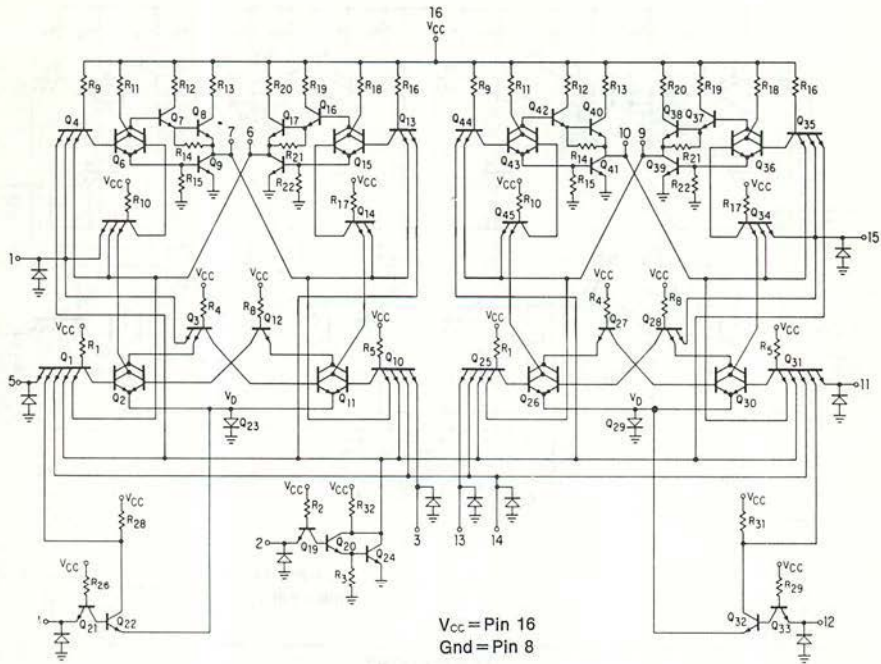 16
VCC
R9 R11 R12 R13 R20 R19 R18 R16 R9 R11 R12 R13 R20 R19 R18 R16
Q4 Q7 Q8 Q17 Q16 Q13 Q44 Q42 Q40 Q38 Q37 Q35
7 6 10 9
Q6 R14 Q9 R21 Q15 Q43 R14 Q41 Q39 R21 Q36
R15 R22 R15 R22
VCC VCC VCC VCC
R10 R17 Q14 Q45 R10 R17 Q34
1 15
VCC VCC VCC VCC
Q3 R4 R8 Q12 R4 Q27 Q28 R8
VCC VCC VCC VCC
Q1 R1 R5 Q10 Q25 R1 R5 Q31
5 11
Q2 VD Q11 Q26 VD Q30
Q23 Q29
VCC VCC VCC VCC
R28 R2 R32 R31
2 Q19 Q20 Q24 3 13 14
R3
VCC VCC
R26 R29
Q21 Q22 Q32 Q33 12
VCC = Pin 16
Gnd = Pin 8